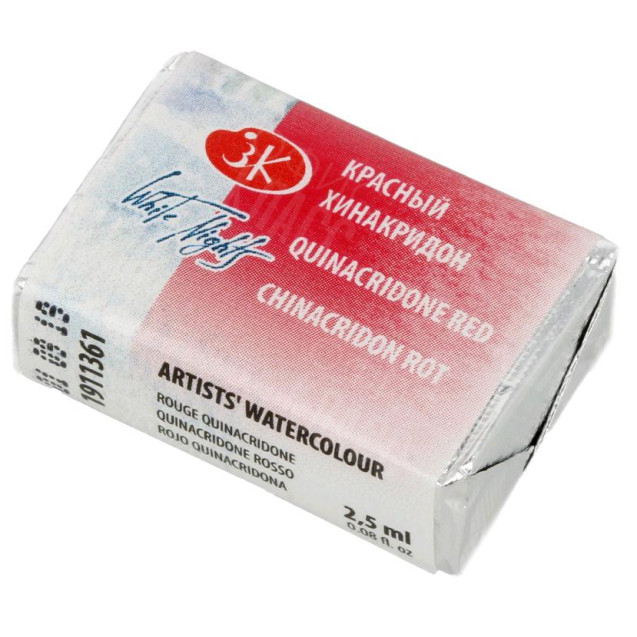 ЗК
White Nights
КРАСНЫЙ
ХИНАКРИДОН
QUINACRIDONE RED
CHINACRIDON ROT
1911361
ARTISTS' WATERCOLOUR
ROUGE QUINACRIDONE
QUINACRIDONE ROSSO
ROJO QUINACRIDONA
2,5 ml
0.08 fl. oz